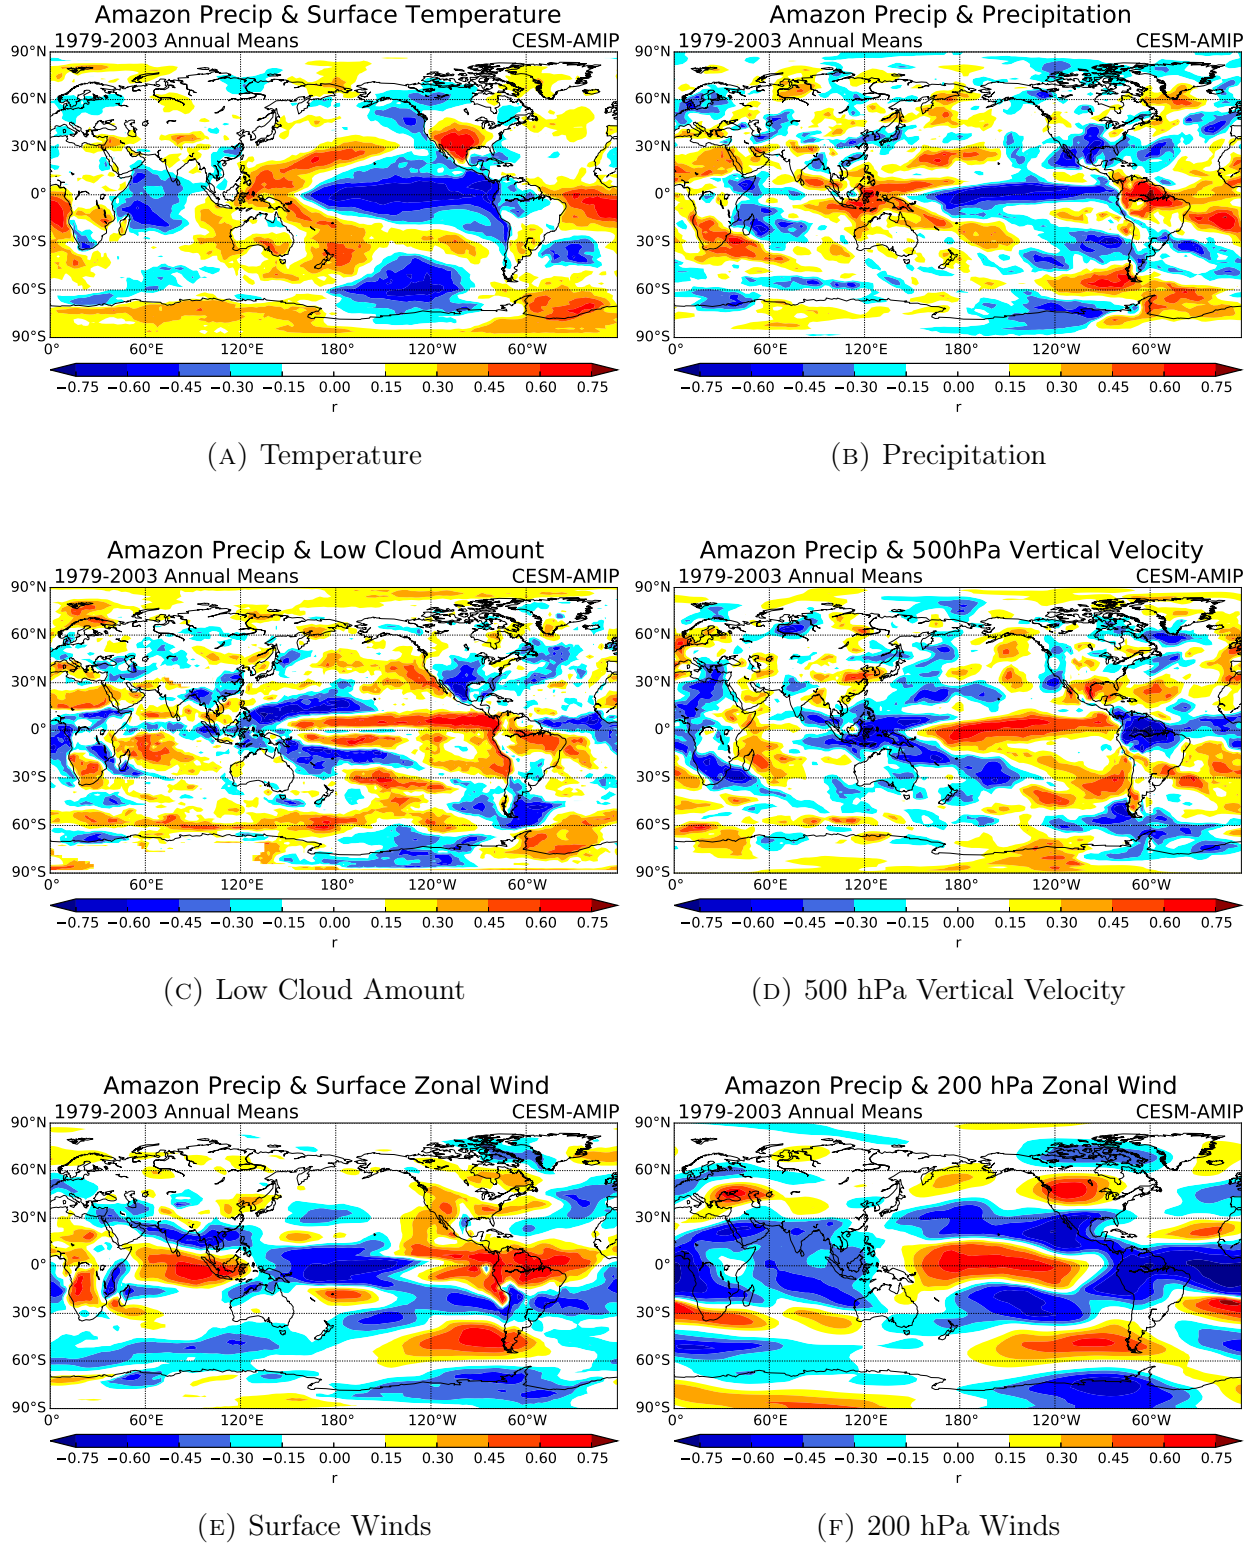 Amazon Precip & Surface Temperature
1979-2003 Annual Means CESM-AMIP
90°N
60°N
30°N
0°
30°S
60°S
90°S
0° 60°E 120°E 180° 120°W 60°W
−0.75 −0.60 −0.45 −0.30 −0.15 0.00 0.15 0.30 0.45 0.60 0.75
r
(A) Temperature
Amazon Precip & Precipitation
1979-2003 Annual Means CESM-AMIP
90°N
60°N
30°N
0°
30°S
60°S
90°S
0° 60°E 120°E 180° 120°W 60°W
−0.75 −0.60 −0.45 −0.30 −0.15 0.00 0.15 0.30 0.45 0.60 0.75
r
(B) Precipitation
Amazon Precip & Low Cloud Amount
1979-2003 Annual Means CESM-AMIP
90°N
60°N
30°N
0°
30°S
60°S
90°S
0° 60°E 120°E 180° 120°W 60°W
−0.75 −0.60 −0.45 −0.30 −0.15 0.00 0.15 0.30 0.45 0.60 0.75
r
(C) Low Cloud Amount
Amazon Precip & 500hPa Vertical Velocity
1979-2003 Annual Means CESM-AMIP
90°N
60°N
30°N
0°
30°S
60°S
90°S
0° 60°E 120°E 180° 120°W 60°W
−0.75 −0.60 −0.45 −0.30 −0.15 0.00 0.15 0.30 0.45 0.60 0.75
r
(D) 500 hPa Vertical Velocity
Amazon Precip & Surface Zonal Wind
1979-2003 Annual Means CESM-AMIP
90°N
60°N
30°N
0°
30°S
60°S
90°S
0° 60°E 120°E 180° 120°W 60°W
−0.75 −0.60 −0.45 −0.30 −0.15 0.00 0.15 0.30 0.45 0.60 0.75
r
(E) Surface Winds
Amazon Precip & 200 hPa Zonal Wind
1979-2003 Annual Means CESM-AMIP
90°N
60°N
30°N
0°
30°S
60°S
90°S
0° 60°E 120°E 180° 120°W 60°W
−0.75 −0.60 −0.45 −0.30 −0.15 0.00 0.15 0.30 0.45 0.60 0.75
r
(F) 200 hPa Winds